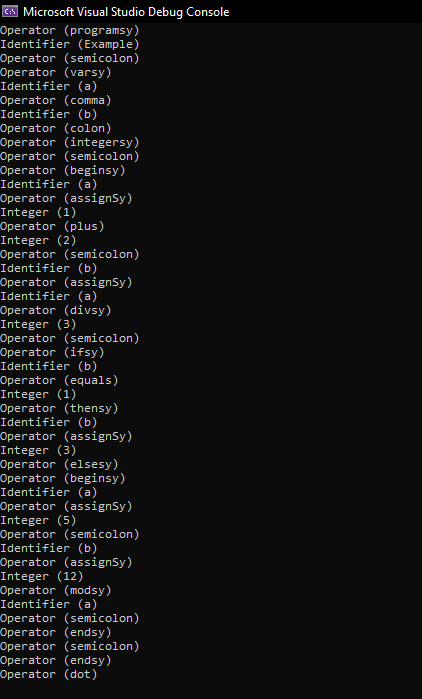 C:\ Microsoft Visual Studio Debug Console
Operator (programsy)
Identifier (Example)
Operator (semicolon)
Operator (varsy)
Identifier (a)
Operator (comma)
Identifier (b)
Operator (colon)
Operator (integersy)
Operator (semicolon)
Operator (beginsy)
Identifier (a)
Operator (assignSy)
Integer (1)
Operator (plus)
Integer (2)
Operator (semicolon)
Identifier (b)
Operator (assignSy)
Identifier (a)
Operator (divsy)
Integer (3)
Operator (semicolon)
Operator (ifsy)
Identifier (b)
Operator (equals)
Integer (1)
Operator (thensy)
Identifier (b)
Operator (assignSy)
Integer (3)
Operator (elsesy)
Operator (beginsy)
Identifier (a)
Operator (assignSy)
Integer (5)
Operator (semicolon)
Identifier (b)
Operator (assignSy)
Integer (12)
Operator (modsy)
Identifier (a)
Operator (semicolon)
Operator (endsy)
Operator (semicolon)
Operator (endsy)
Operator (dot)